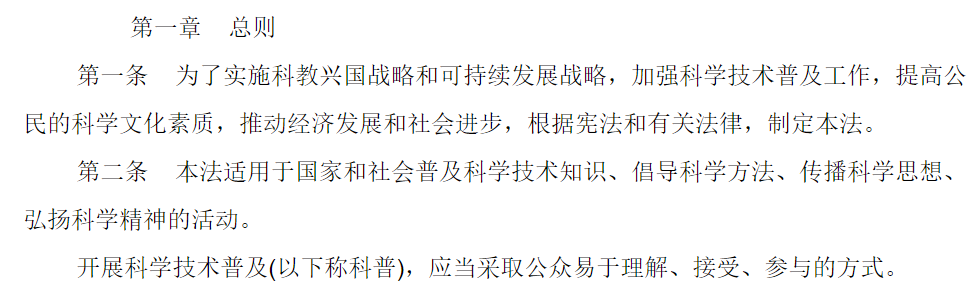 第一章 总则
第一条 为了实施科教兴国战略和可持续发展战略，加强科学技术普及工作，提高公
民的科学文化素质，推动经济发展和社会进步，根据宪法和有关法律，制定本法。
第二条 本法适用于国家和社会普及科学技术知识、倡导科学方法、传播科学思想、
弘扬科学精神的活动。
开展科学技术普及(以下称科普)，应当采取公众易于理解、接受、参与的方式。